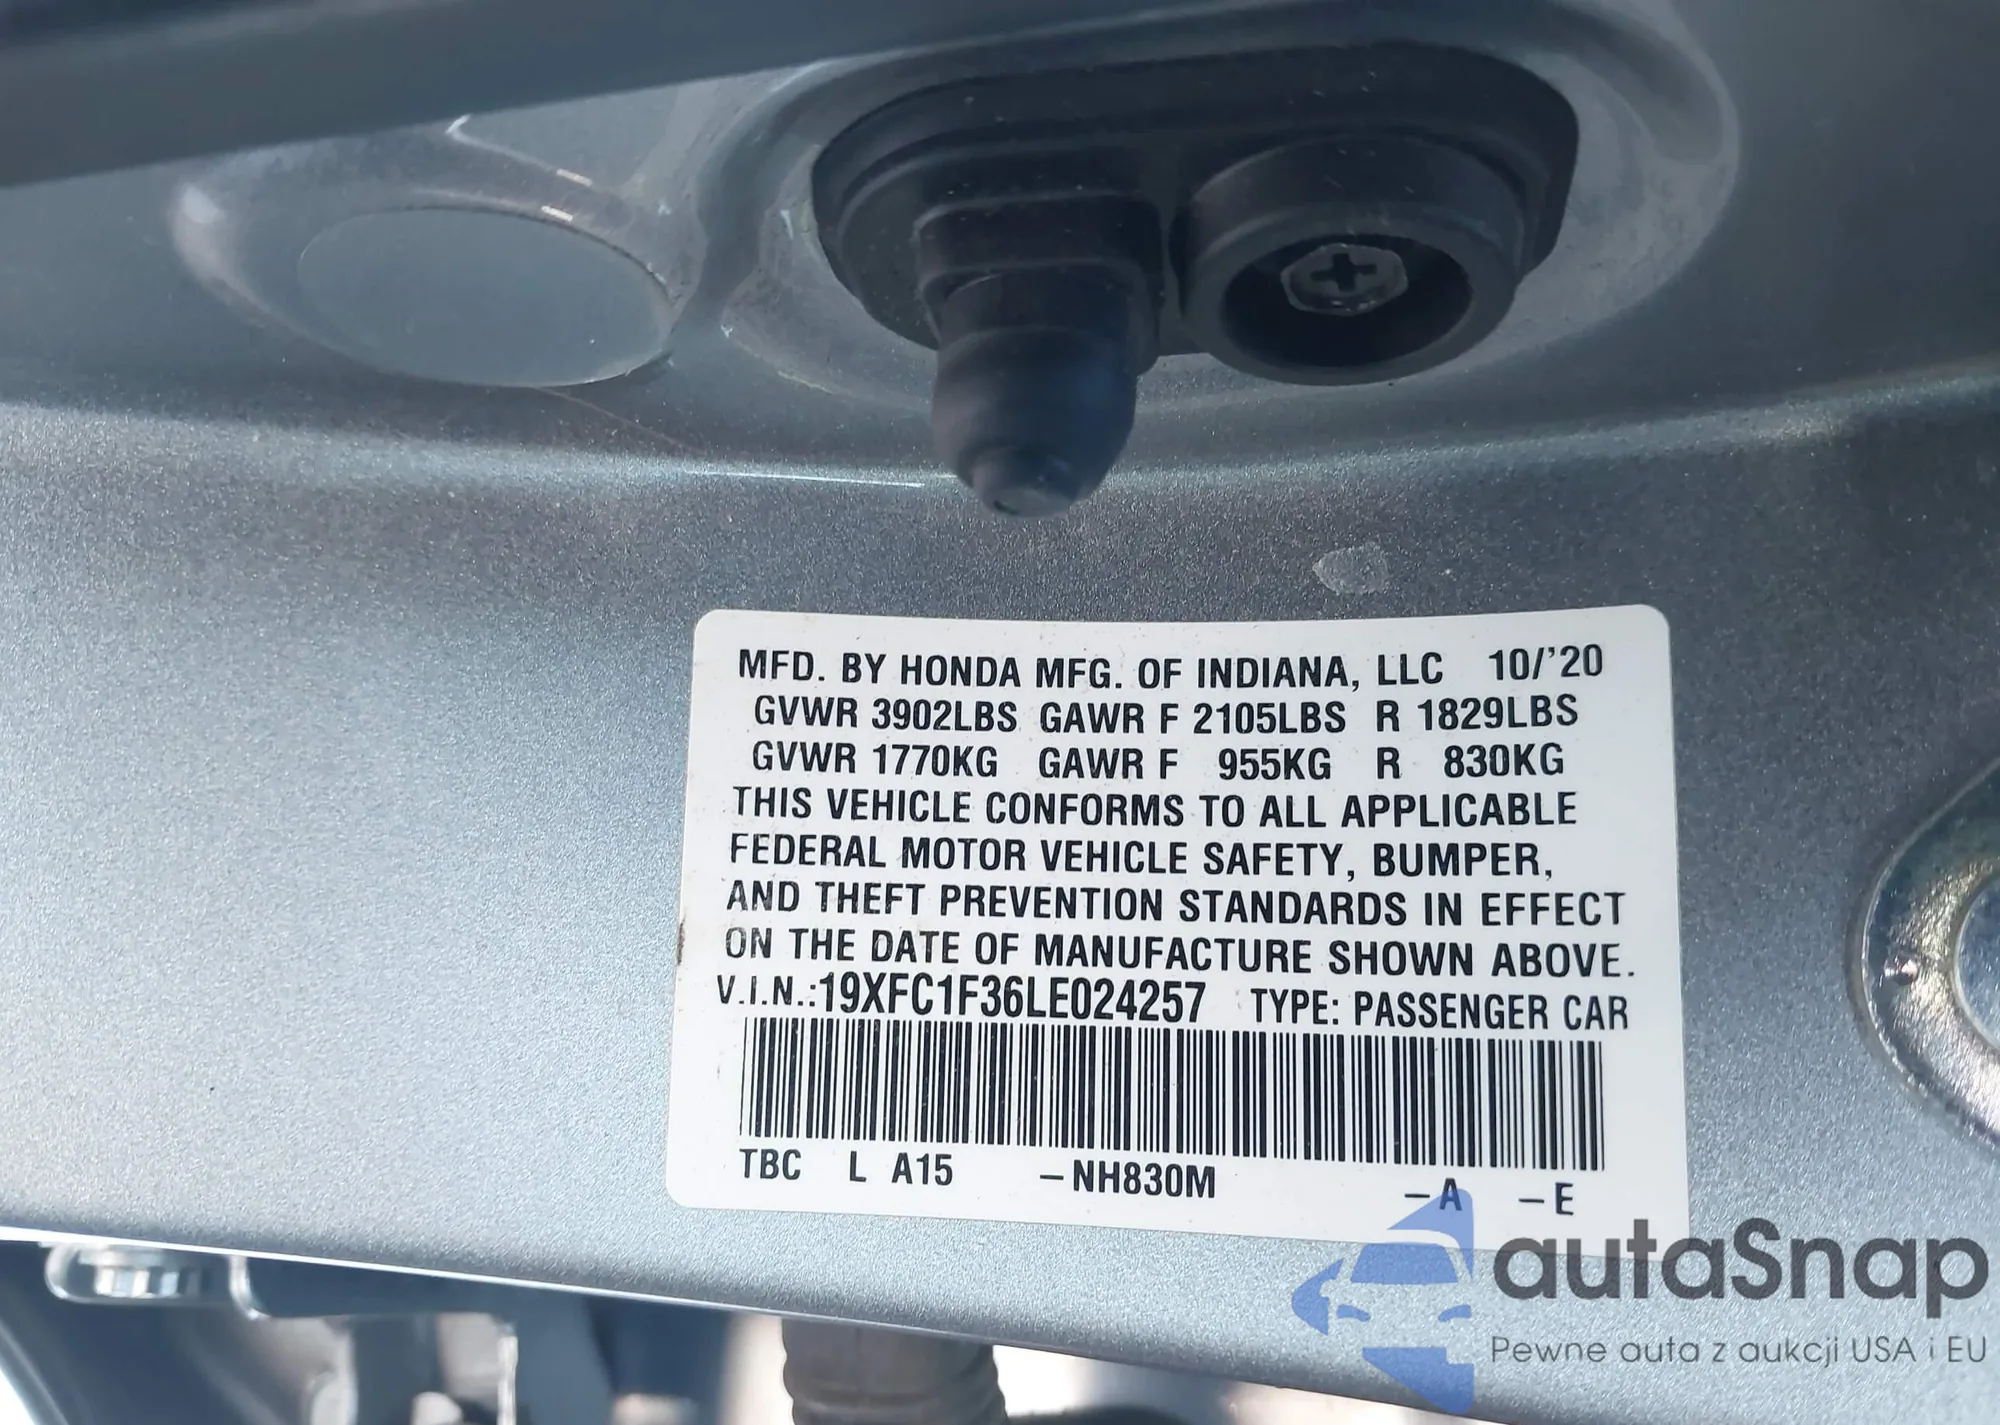 MFD. BY HONDA MFG. OF INDIANA, LLC 10/'20
GVWR 3902LBS GAWR F 2105LBS R 1829LBS
GVWR 1770KG GAWR F 955KG R 830KG
THIS VEHICLE CONFORMS TO ALL APPLICABLE
FEDERAL MOTOR VEHICLE SAFETY, BUMPER,
AND THEFT PREVENTION STANDARDS IN EFFECT
ON THE DATE OF MANUFACTURE SHOWN ABOVE.
V.I.N.:19XFC1F36LE024257 TYPE: PASSENGER CAR
TBC L A15 –NH830M –A –E
autaSnap
Pewne auta z aukcji USA i EU